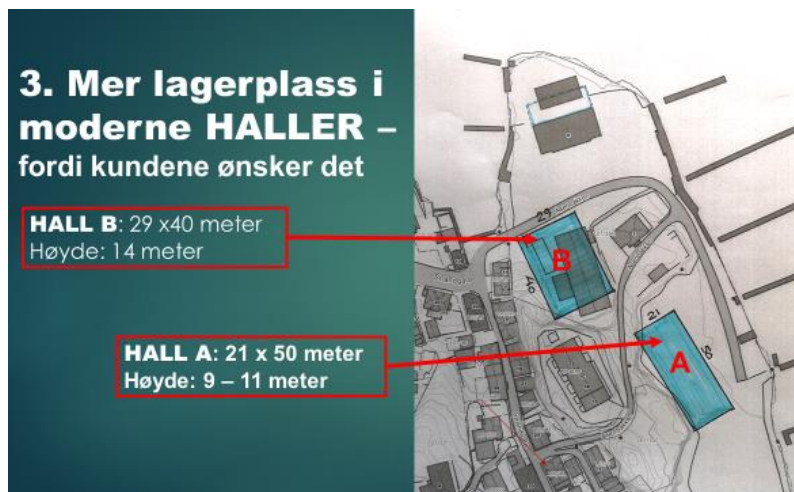 3. Mer lagerplass i
moderne HALLER –
fordi kundene ønsker det
HALL B: 29 x40 meter
Høyde: 14 meter
HALL A: 21 x 50 meter
Høyde: 9 – 11 meter
29
B
40
21
A
50